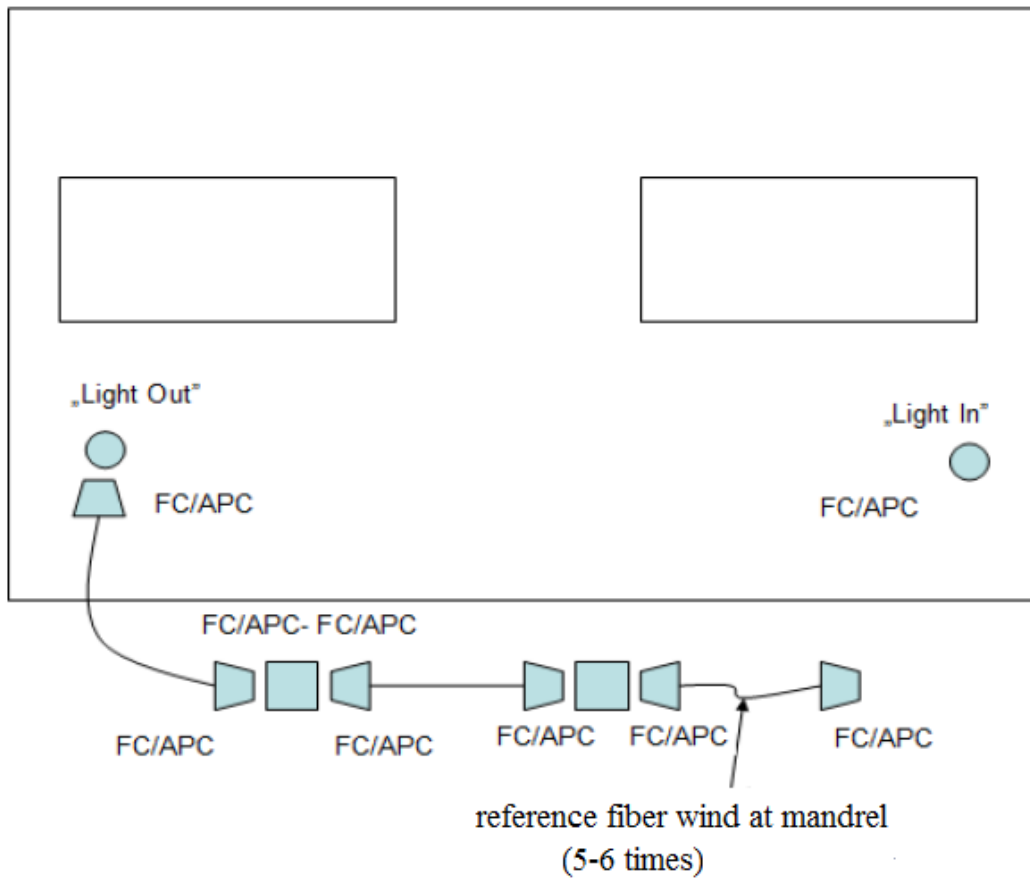 „Light Out”
„Light In”
FC/APC
FC/APC
FC/APC- FC/APC
FC/APC
FC/APC
FC/APC
FC/APC
FC/APC
reference fiber wind at mandrel
(5-6 times)